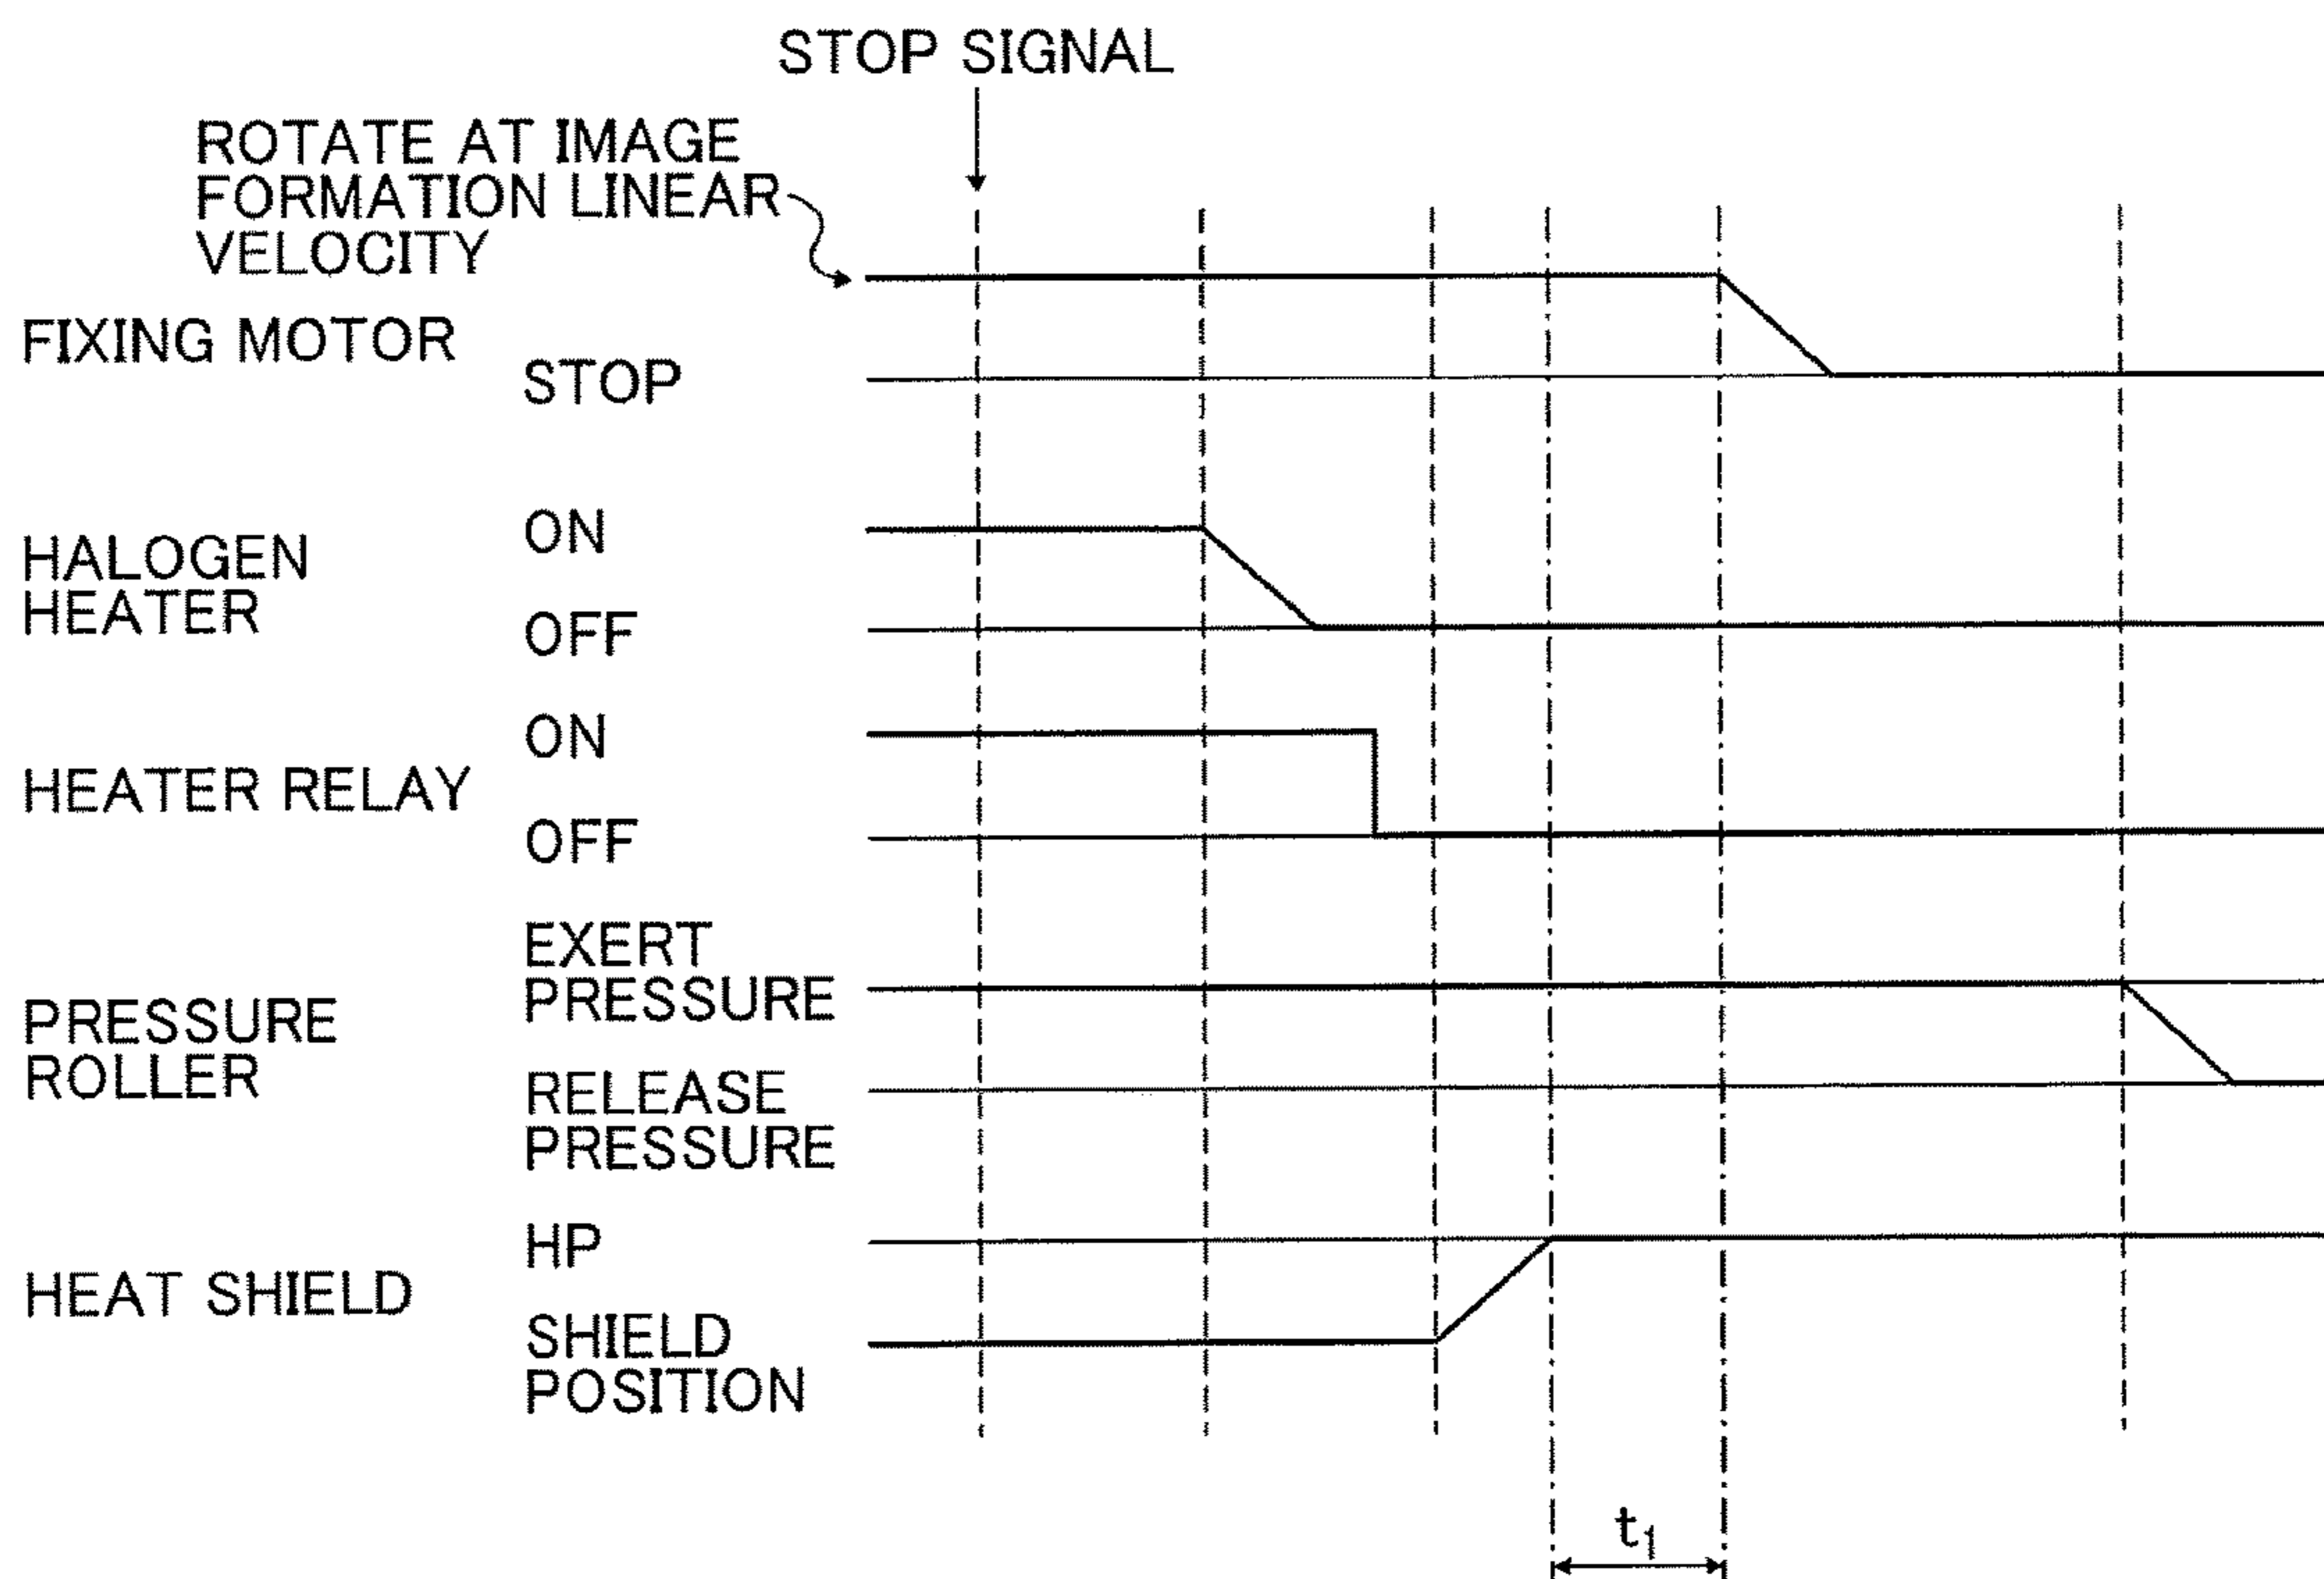 STOP SIGNAL
ROTATE AT IMAGE
FORMATION LINEAR
VELOCITY
FIXING MOTOR
STOP
HALOGEN
HEATER
ON
OFF
HEATER RELAY
ON
OFF
PRESSURE
ROLLER
EXERT
PRESSURE
RELEASE
PRESSURE
HEAT SHIELD
HP
SHIELD
POSITION
t₁